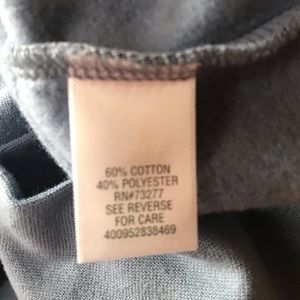 60% COTTON
40% POLYESTER
RN#73277
SEE REVERSE
FOR CARE
400952838469